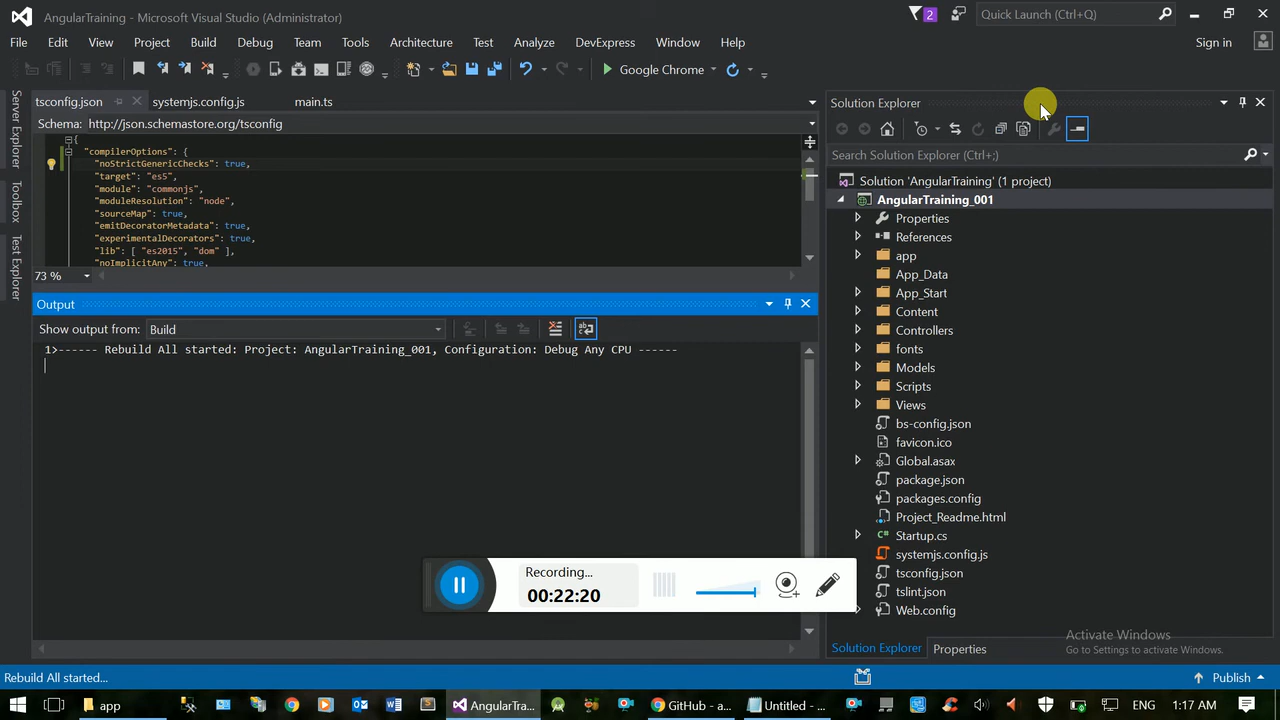 AngularTraining - Microsoft Visual Studio (Administrator)
2
Quick Launch (Ctrl+Q)
File Edit View Project Build Debug Team Tools Architecture Test Analyze DevExpress Window Help
Sign in
Google Chrome
Server Explorer
Toolbox
Test Explorer
tsconfig.json systemjs.config.js main.ts
Schema: http://json.schemastore.org/tsconfig
{
"compilerOptions": {
"noStrictGenericChecks": true,
"target": "es5",
"module": "commonjs",
"moduleResolution": "node",
"sourceMap": true,
"emitDecoratorMetadata": true,
"experimentalDecorators": true,
"lib": [ "es2015", "dom" ],
"noImplicitAny": true,
73 %
Output
Show output from: Build
1>------ Rebuild All started: Project: AngularTraining_001, Configuration: Debug Any CPU ------
Solution Explorer
Search Solution Explorer (Ctrl+;)
Solution 'AngularTraining' (1 project)
AngularTraining_001
Properties
References
app
App_Data
App_Start
Content
Controllers
fonts
Models
Scripts
Views
bs-config.json
favicon.ico
Global.asax
package.json
packages.config
Project_Readme.html
C# Startup.cs
systemjs.config.js
tsconfig.json
tslint.json
Web.config
Recording...
00:22:20
Activate Windows
Go to Settings to activate Windows.
Solution Explorer Properties
Rebuild All started...
Publish
app
AngularTra...
GitHub - a...
Untitled - ...
ENG
1:17 AM